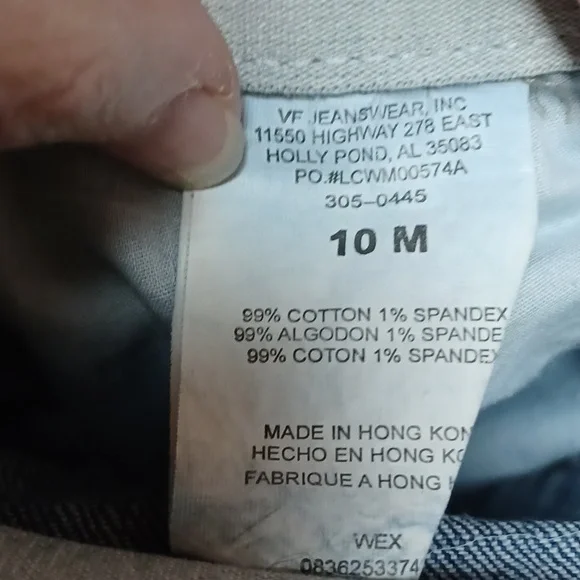 VF JEANSWEAR, INC
11550 HIGHWAY 278 EAST
HOLLY POND, AL 35083
PO.#LCWM00574A
305-0445
10 M
99% COTTON 1% SPANDEX
99% ALGODON 1% SPANDE
99% COTON 1% SPANDEX
MADE IN HONG KON
HECHO EN HONG KO
FABRIQUE A HONG
WEX
0836253374